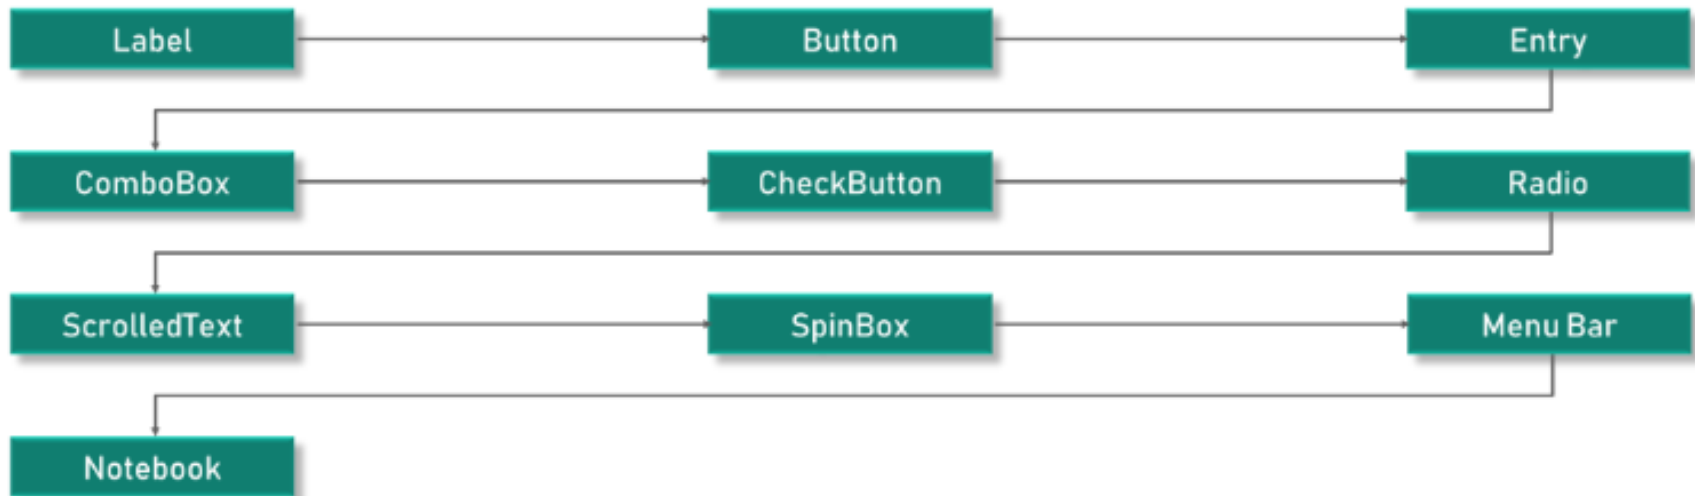 Label
Button
Entry
ComboBox
CheckButton
Radio
ScrolledText
SpinBox
Menu Bar
Notebook